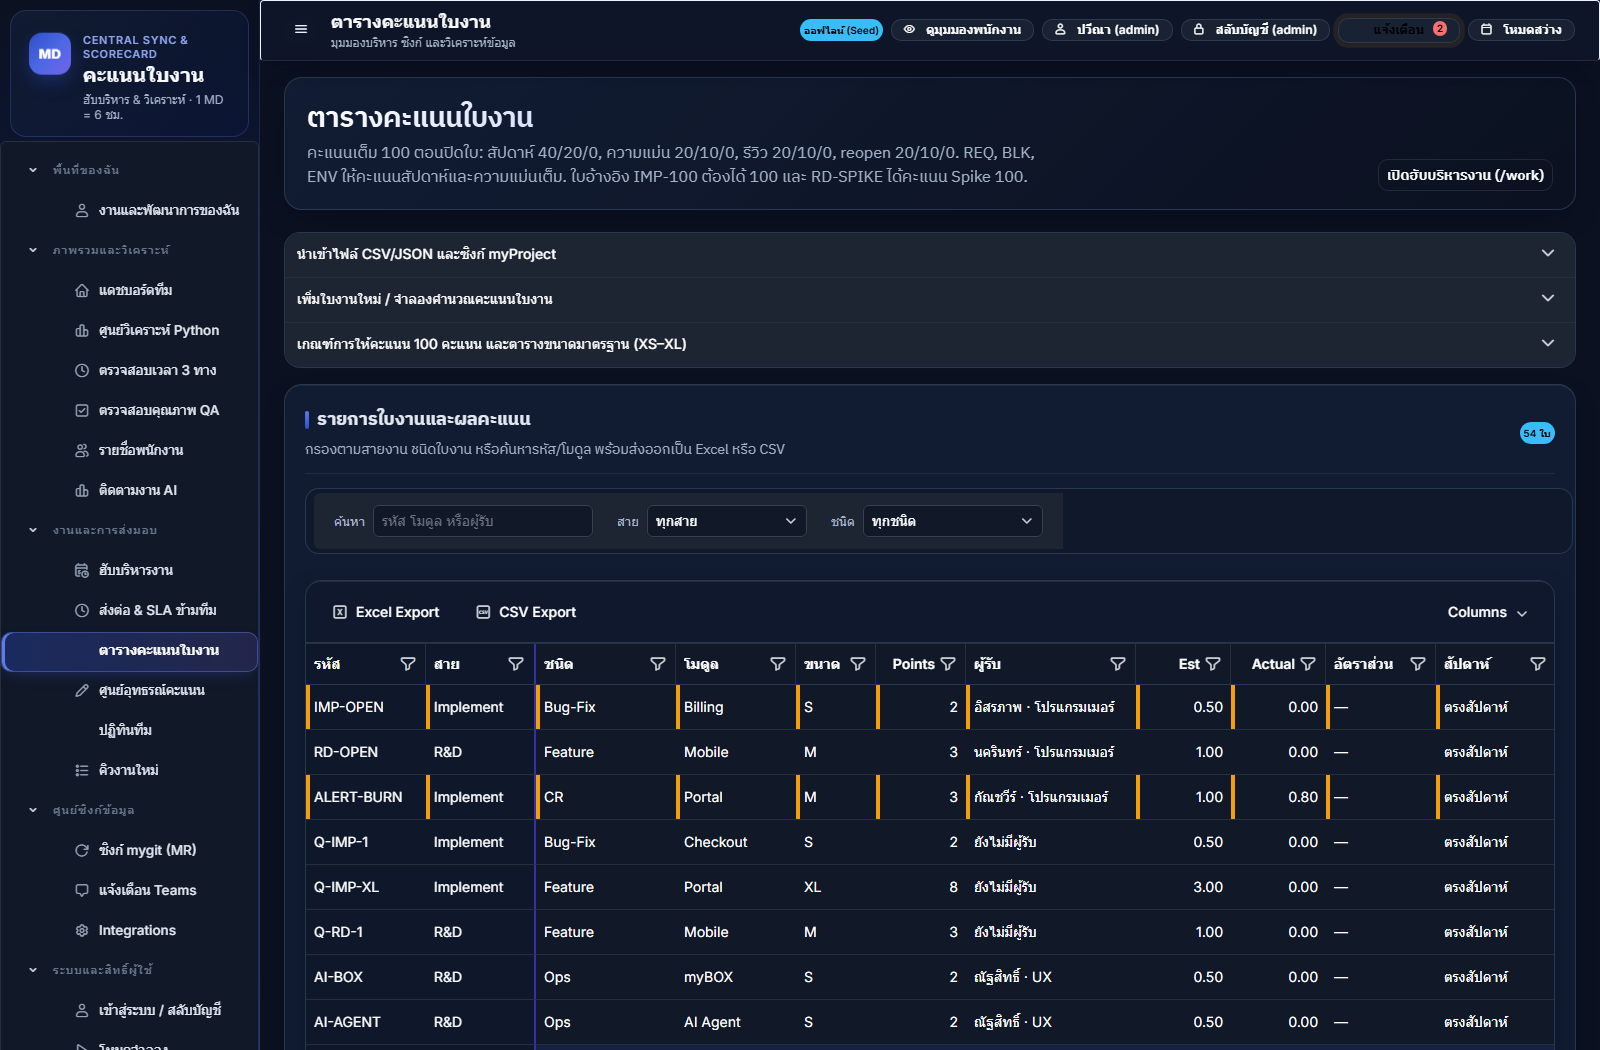 MD
CENTRAL SYNC &
SCORECARD
คะแนนใบงาน
ฮับบริหาร & วิเคราะห์ · 1 MD
= 6 ชม.
พื้นที่ของฉัน
งานและพัฒนาการของฉัน
ภาพรวมและวิเคราะห์
แดชบอร์ดทีม
ศูนย์วิเคราะห์ Python
ตรวจสอบเวลา 3 ทาง
ตรวจสอบคุณภาพ QA
รายชื่อพนักงาน
ติดตามงาน AI
งานและการส่งมอบ
ฮับบริหารงาน
ส่งต่อ & SLA ข้ามทีม
ตารางคะแนนใบงาน
ศูนย์อุทธรณ์คะแนน
ปฏิทินทีม
คิวงานใหม่
ศูนย์ซิงก์ข้อมูล
ซิงก์ mygit (MR)
แจ้งเตือน Teams
Integrations
ระบบและสิทธิ์ผู้ใช้
เข้าสู่ระบบ / สลับบัญชี
โหมดจำลอง
ตารางคะแนนใบงาน
มุมมองบริหาร ซิงก์ และวิเคราะห์ข้อมูล
ออฟไลน์ (Seed)
ดูมุมมองพนักงาน
ปวีณา (admin)
สลับบัญชี (admin)
แจ้งเตือน 2
โหมดสว่าง
ตารางคะแนนใบงาน
คะแนนเต็ม 100 ตอนปิดใบ: สัปดาห์ 40/20/0, ความแม่น 20/10/0, รีวิว 20/10/0, reopen 20/10/0. REQ, BLK,
ENV ให้คะแนนสัปดาห์และความแม่นเต็ม. ใบอ้างอิง IMP-100 ต้องได้ 100 และ RD-SPIKE ได้คะแนน Spike 100.
เปิดฮับบริหารงาน (/work)
นำเข้าไฟล์ CSV/JSON และซิงก์ myProject
เพิ่มใบงานใหม่ / จำลองคำนวณคะแนนใบงาน
เกณฑ์การให้คะแนน 100 คะแนน และตารางขนาดมาตรฐาน (XS–XL)
รายการใบงานและผลคะแนน
กรองตามสายงาน ชนิดใบงาน หรือค้นหารหัส/โมดูล พร้อมส่งออกเป็น Excel หรือ CSV
54 ใบ
ค้นหา รหัส โมดูล หรือผู้รับ สาย ทุกสาย ชนิด ทุกชนิด
Excel Export CSV Export Columns
รหัส สาย ชนิด โมดูล ขนาด Points ผู้รับ Est Actual อัตราส่วน สัปดาห์
IMP-OPEN Implement Bug-Fix Billing S 2 อิสรภาพ · โปรแกรมเมอร์ 0.50 0.00 — ตรงสัปดาห์
RD-OPEN R&D Feature Mobile M 3 นครินทร์ · โปรแกรมเมอร์ 1.00 0.00 — ตรงสัปดาห์
ALERT-BURN Implement CR Portal M 3 กัณชวีร์ · โปรแกรมเมอร์ 1.00 0.80 — ตรงสัปดาห์
Q-IMP-1 Implement Bug-Fix Checkout S 2 ยังไม่มีผู้รับ 0.50 0.00 — ตรงสัปดาห์
Q-IMP-XL Implement Feature Portal XL 8 ยังไม่มีผู้รับ 3.00 0.00 — ตรงสัปดาห์
Q-RD-1 R&D Feature Mobile M 3 ยังไม่มีผู้รับ 1.00 0.00 — ตรงสัปดาห์
AI-BOX R&D Ops myBOX S 2 ณัฐสิทธิ์ · UX 0.50 0.00 — ตรงสัปดาห์
AI-AGENT R&D Ops AI Agent S 2 ณัฐสิทธิ์ · UX 0.50 0.00 — ตรงสัปดาห์